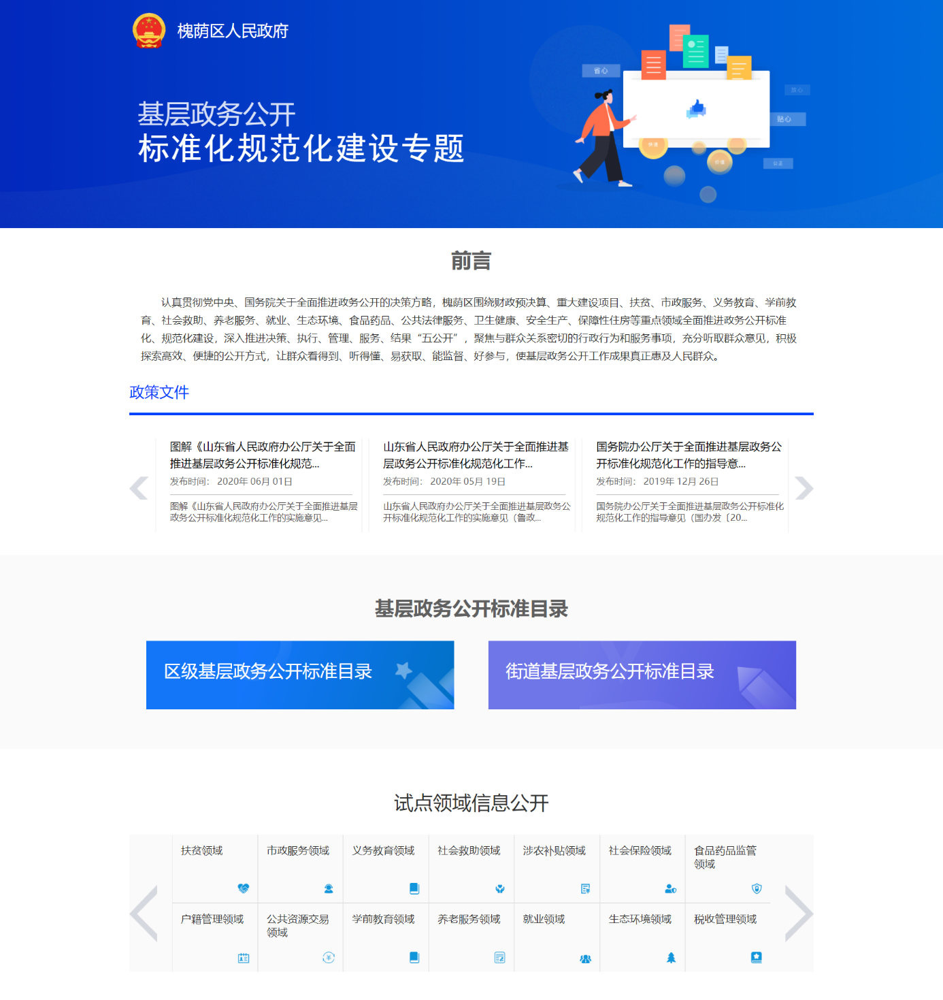 槐荫区人民政府
省心
放心
贴心
公正
快速
价值
基层政务公开
标准化规范化建设专题
前言
认真贯彻党中央、国务院关于全面推进政务公开的决策方略，槐荫区围绕财政预决算、重大建设项目、扶贫、市政服务、义务教育、学前教
育、社会救助、养老服务、就业、生态环境、食品药品、公共法律服务、卫生健康、安全生产、保障性住房等重点领域全面推进政务公开标准
化、规范化建设，深入推进决策、执行、管理、服务、结果“五公开”，聚焦与群众关系密切的行政行为和服务事项，充分听取群众意见，积极
探索高效、便捷的公开方式，让群众看得到、听得懂、易获取、能监督、好参与，使基层政务公开工作成果真正惠及人民群众。
政策文件
图解《山东省人民政府办公厅关于全面
推进基层政务公开标准化规范...
发布时间： 2020年 06月 01日
图解《山东省人民政府办公厅关于全面推进基层
政务公开标准化规范化工作的实施意见...
山东省人民政府办公厅关于全面推进基
层政务公开标准化规范化工作...
发布时间： 2020年 05月 19日
山东省人民政府办公厅关于全面推进基层政务公
开标准化规范化工作的实施意见（鲁政...
国务院办公厅关于全面推进基层政务公
开标准化规范化工作的指导意...
发布时间： 2019年 12月 26日
国务院办公厅关于全面推进基层政务公开标准化
规范化工作的指导意见（国办发〔20...
基层政务公开标准目录
区级基层政务公开标准目录
街道基层政务公开标准目录
试点领域信息公开
扶贫领域
市政服务领域
义务教育领域
社会救助领域
涉农补贴领域
社会保险领域
食品药品监管
领域
户籍管理领域
公共资源交易
领域
学前教育领域
养老服务领域
就业领域
生态环境领域
税收管理领域